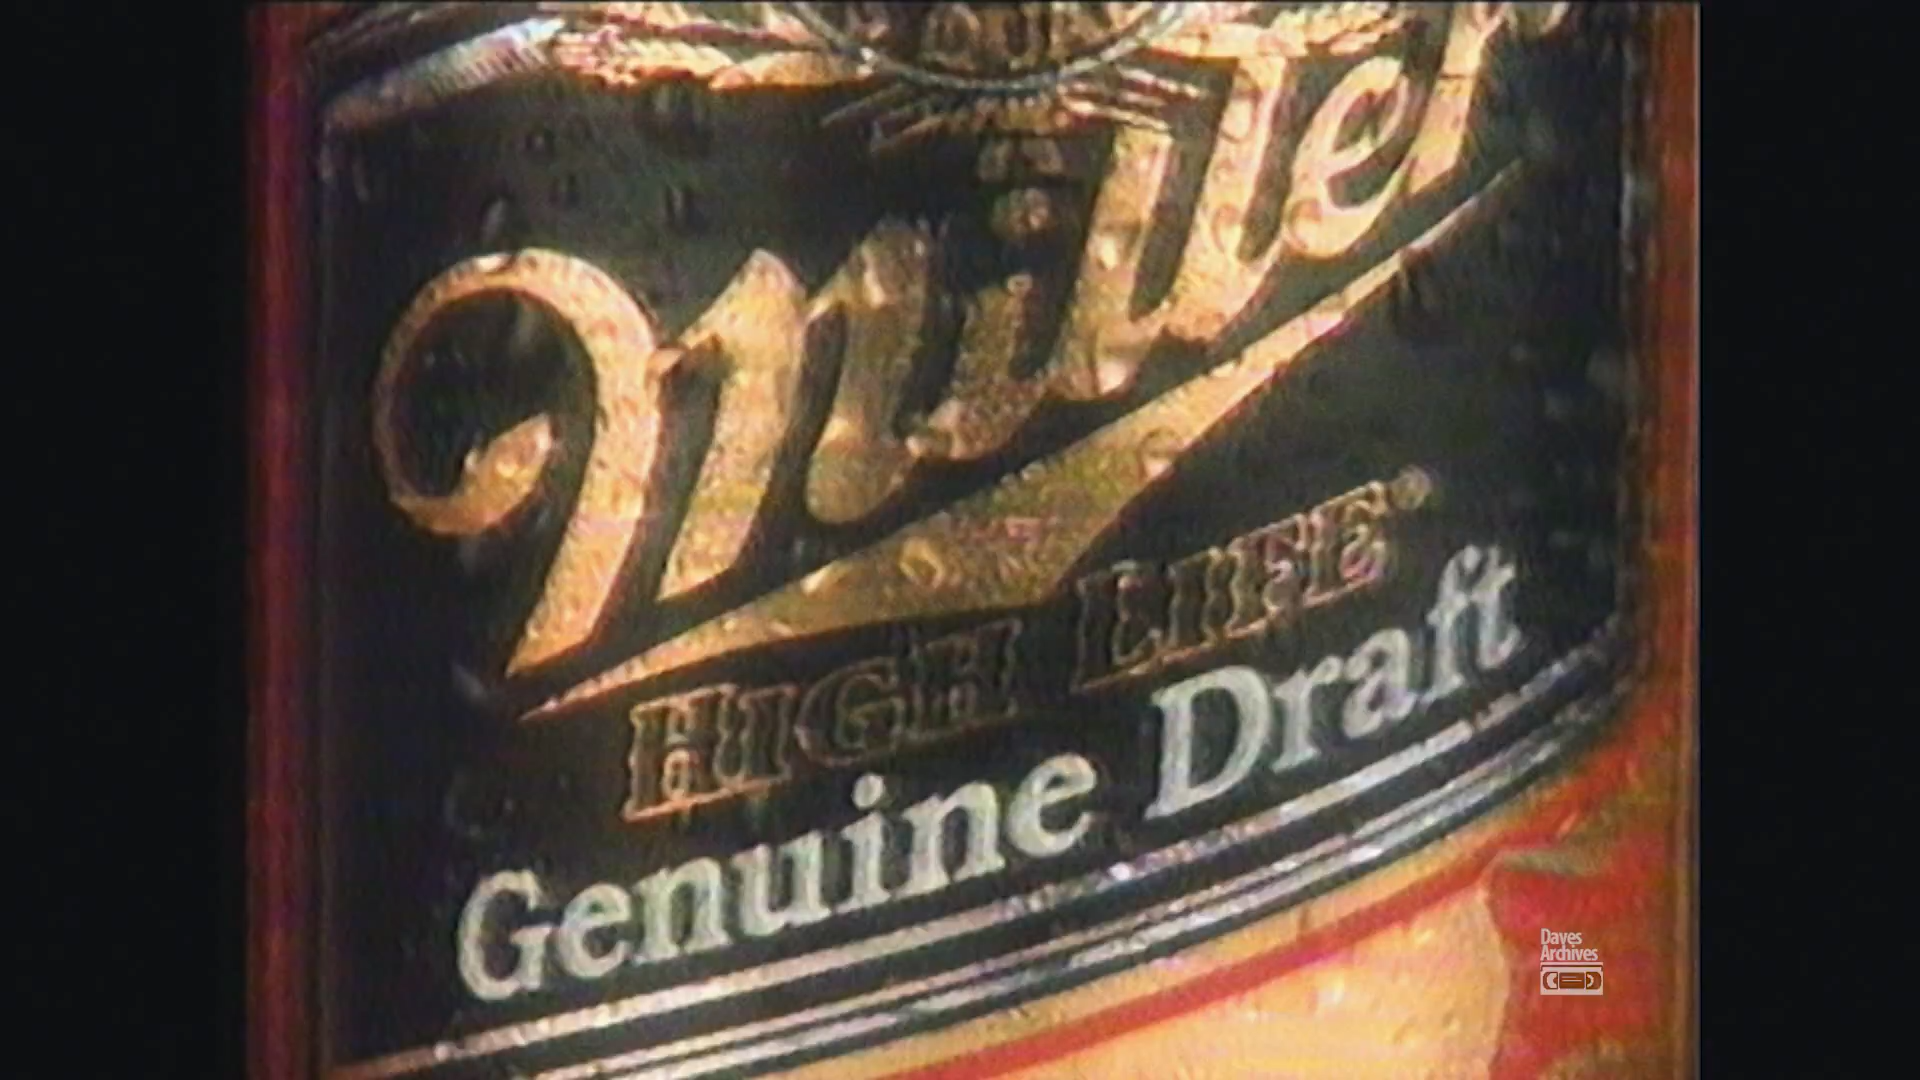 Miller
HIGH LIFE®
Genuine Draft
Daves
Archives